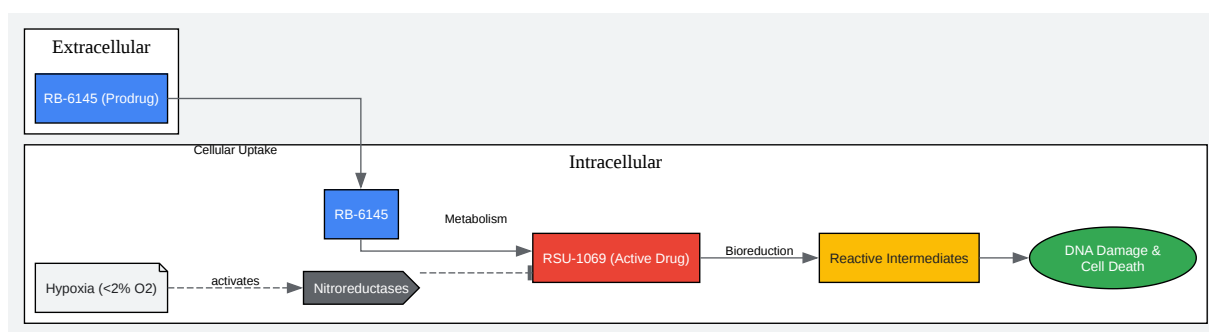 Extracellular
RB-6145 (Prodrug)
Cellular Uptake
Intracellular
RB-6145
Metabolism
RSU-1069 (Active Drug)
Bioreduction
Reactive Intermediates
DNA Damage &
Cell Death
Hypoxia (<2% O2)
activates
Nitroreductases